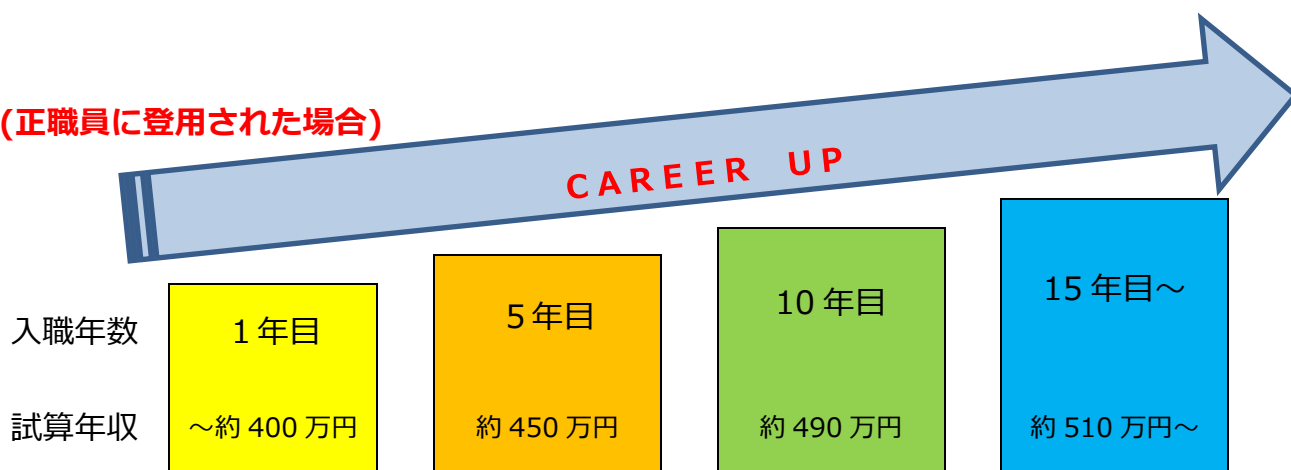 (正職員に登用された場合)
CAREER UP
入職年数 1年目 5年目 10年目 15年目～
試算年収 ～約400万円 約450万円 約490万円 約510万円～